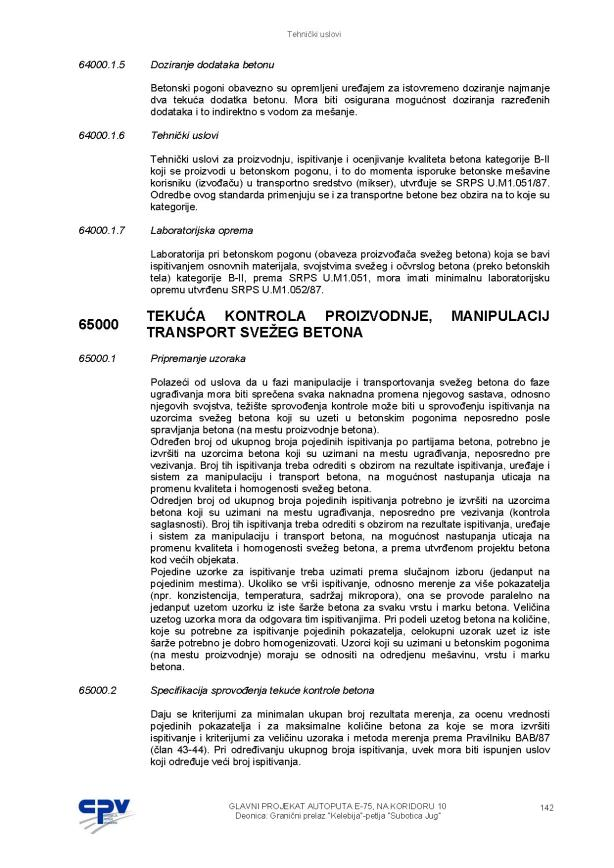 Tehnički uslovi
64000.1.5 Doziranje dodataka betonu
Betonski pogoni obavezno su opremljeni uređajem za istovremeno doziranje najmanje
dva tekuća dodatka betonu. Mora biti osigurana mogućnost doziranja razređenih
dodataka i to indirektno s vodom za mešanje.
64000.1.6 Tehnički uslovi
Tehnički uslovi za proizvodnju, ispitivanje i ocenjivanje kvaliteta betona kategorije B-II
koji se proizvodi u betonskom pogonu, i to do momenta isporuke betonske mešavine
korisniku (izvođaču) u transportno sredstvo (mikser), utvrđuje se SRPS U.M1.051/87.
Odredbe ovog standarda primenjuju se i za transportne betone bez obzira na to koje su
kategorije.
64000.1.7 Laboratorijska oprema
Laboratorija pri betonskom pogonu (obaveza proizvođača svežeg betona) koja se bavi
ispitivanjem osnovnih materijala, svojstvima svežeg i očvrslog betona (preko betonskih
tela) kategorije B-II, prema SRPS U.M1.051, mora imati minimalnu laboratorijsku
opremu utvrđenu SRPS U.M1.052/87.
65000 TEKUĆA KONTROLA PROIZVODNJE, MANIPULACIJ
TRANSPORT SVEŽEG BETONA
65000.1 Pripremanje uzoraka
Polazeći od uslova da u fazi manipulacije i transportovanja svežeg betona do faze
ugrađivanja mora biti sprečena svaka naknadna promena njegovog sastava, odnosno
njegovih svojstva, težište sprovođenja kontrole može biti u sprovođenju ispitivanja na
uzorcima svežeg betona koji su uzeti u betonskim pogonima neposredno posle
spravljanja betona (na mestu proizvodnje betona).
Određen broj od ukupnog broja pojedinih ispitivanja po partijama betona, potrebno je
izvršiti na uzorcima betona koji su uzimani na mestu ugrađivanja, neposredno pre
vezivanja. Broj tih ispitivanja treba odrediti s obzirom na rezultate ispitivanja, uređaje i
sistem za manipulaciju i transport betona, na mogućnost nastupanja uticaja na
promenu kvaliteta i homogenosti svežeg betona.
Odredjen broj od ukupnog broja pojedinih ispitivanja potrebno je izvršiti na uzorcima
betona koji su uzimani na mestu ugrađivanja, neposredno pre vezivanja (kontrola
saglasnosti). Broj tih ispitivanja treba odrediti s obzirom na rezultate ispitivanja, uređaje
i sistem za manipulaciju i transport betona, na mogućnost nastupanja uticaja na
promenu kvaliteta i homogenosti svežeg betona, a prema utvrđenom projektu betona
kod većih objekata.
Pojedine uzorke za ispitivanje treba uzimati prema slučajnom izboru (jedanput na
pojedinim mestima). Ukoliko se vrši ispitivanje, odnosno merenje za više pokazatelja
(npr. konzistencija, temperatura, sadržaj mikropora), ona se provode paralelno na
jedanput uzetom uzorku iz iste šarže betona za svaku vrstu i marku betona. Veličina
uzetog uzorka mora da odgovara tim ispitivanjima. Pri podeli uzetog betona na količine,
koje su potrebne za ispitivanje pojedinih pokazatelja, celokupni uzorak uzet iz iste
šarže potrebno je dobro homogenizovati. Uzorci koji su uzimani u betonskim pogonima
(na mestu proizvodnje) moraju se odnositi na odredjenu mešavinu, vrstu i marku
betona.
65000.2 Specifikacija sprovođenja tekuće kontrole betona
Daju se kriterijumi za minimalan ukupan broj rezultata merenja, za ocenu vrednosti
pojedinih pokazatelja i za maksimalne količine betona za koje se mora izvršiti
ispitivanje i kriterijumi za veličinu uzoraka i metoda merenja prema Pravilniku BAB/87
(član 43-44). Pri određivanju ukupnog broja ispitivanja, uvek mora biti ispunjen uslov
koji određuje veći broj ispitivanja.
CPV
GLAVNI PROJEKAT AUTOPUTA E-75, NA KORIDORU 10
Deonica: Granični prelaz "Kelebija"-petlja "Subotica Jug"
142